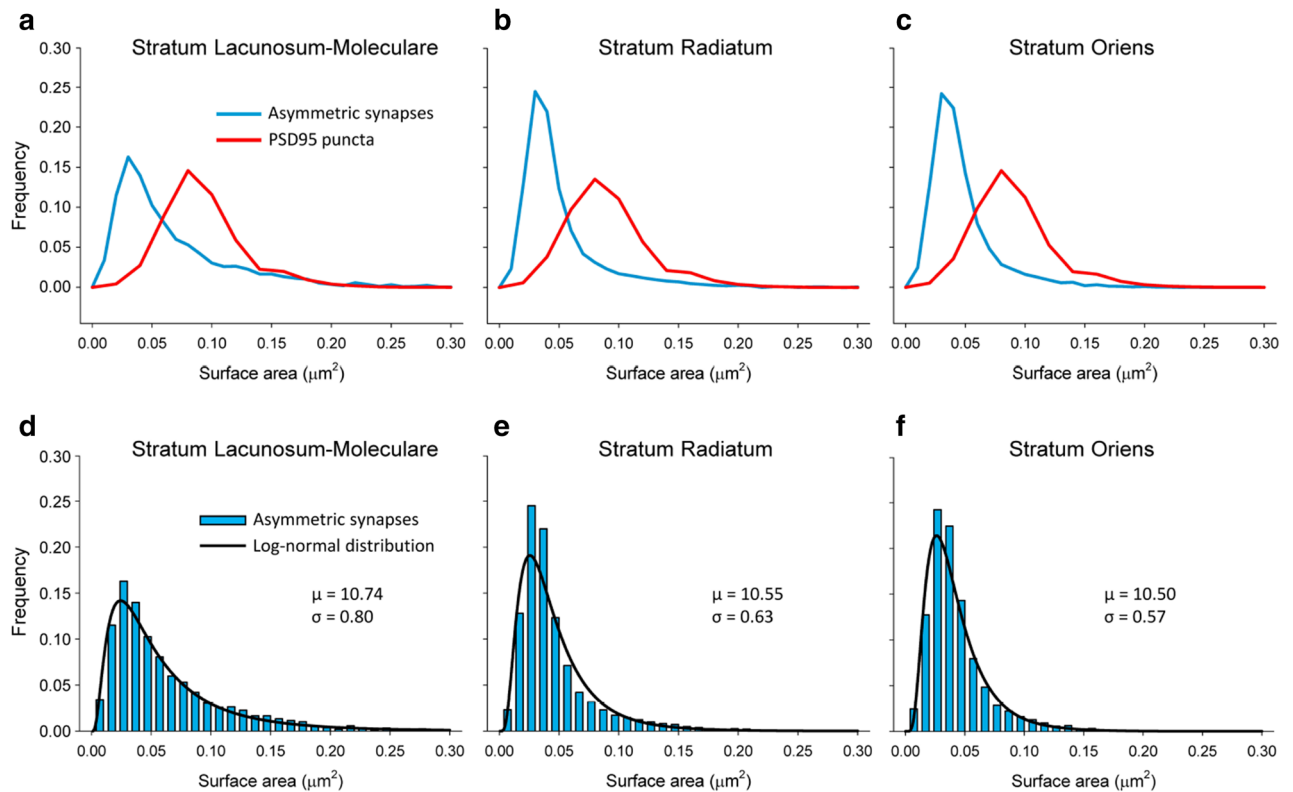 a
Stratum Lacunosum-Moleculare
b
Stratum Radiatum
c
Stratum Oriens
0.30
0.25
0.20
0.15
0.10
0.05
0.00
Frequency
Asymmetric synapses
PSD95 puncta
0.00 0.05 0.10 0.15 0.20 0.25 0.30
0.00 0.05 0.10 0.15 0.20 0.25 0.30
0.00 0.05 0.10 0.15 0.20 0.25 0.30
Surface area (μm²)
Surface area (μm²)
Surface area (μm²)
d
Stratum Lacunosum-Moleculare
e
Stratum Radiatum
f
Stratum Oriens
0.30
0.25
0.20
0.15
0.10
0.05
0.00
Frequency
Asymmetric synapses
Log-normal distribution
μ = 10.74
σ = 0.80
μ = 10.55
σ = 0.63
μ = 10.50
σ = 0.57
0.00 0.05 0.10 0.15 0.20 0.25 0.30
0.00 0.05 0.10 0.15 0.20 0.25 0.30
0.00 0.05 0.10 0.15 0.20 0.25 0.30
Surface area (μm²)
Surface area (μm²)
Surface area (μm²)